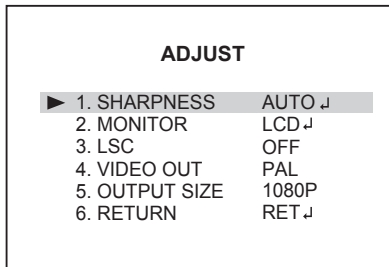 ADJUST
► 1. SHARPNESS AUTO ↵
2. MONITOR LCD ↵
3. LSC OFF
4. VIDEO OUT PAL
5. OUTPUT SIZE 1080P
6. RETURN RET ↵